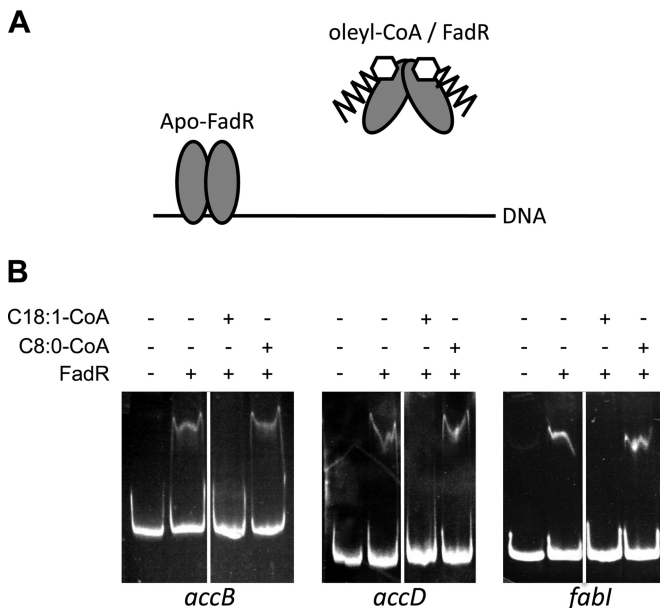 A
oleyl-CoA / FadR
Apo-FadR
DNA
B
C18:1-CoA - - + - - - + - - - + -
C8:0-CoA - - - + - - - + - - - +
FadR - + + + - + + + - + + +
accB accD fabI